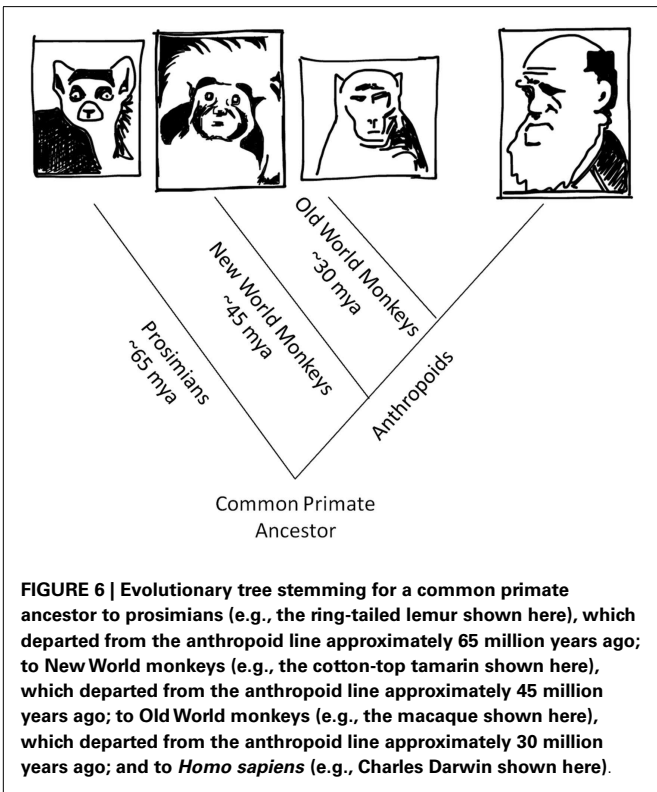 Prosimians
~65 mya
New World Monkeys
~45 mya
Old World Monkeys
~30 mya
Anthropoids
Common Primate
Ancestor
FIGURE 6 | Evolutionary tree stemming for a common primate
ancestor to prosimians (e.g., the ring-tailed lemur shown here), which
departed from the anthropoid line approximately 65 million years ago;
to New World monkeys (e.g., the cotton-top tamarin shown here),
which departed from the anthropoid line approximately 45 million
years ago; to Old World monkeys (e.g., the macaque shown here),
which departed from the anthropoid line approximately 30 million
years ago; and to Homo sapiens (e.g., Charles Darwin shown here).